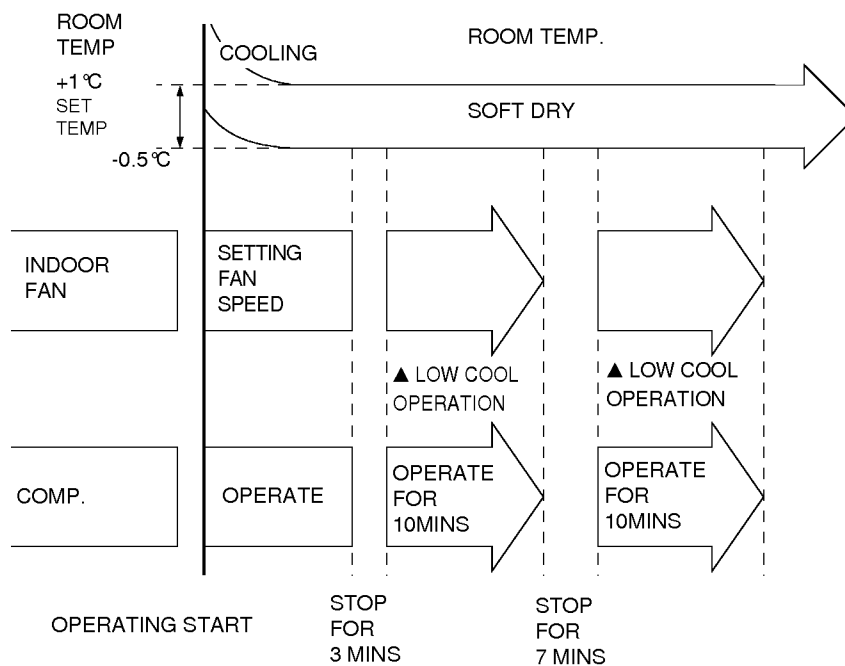 ROOM
TEMP
+1°C
SET
TEMP
-0.5°C
COOLING
ROOM TEMP.
SOFT DRY
INDOOR
FAN
SETTING
FAN
SPEED
▲ LOW COOL
OPERATION
▲ LOW COOL
OPERATION
COMP.
OPERATE
OPERATE
FOR
10MINS
OPERATE
FOR
10MINS
OPERATING START
STOP
FOR
3 MINS
STOP
FOR
7 MINS